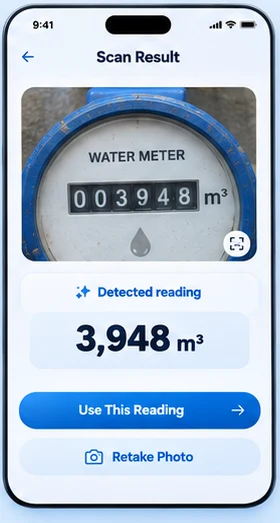 9:41
Scan Result
WATER METER
003948 m³
Detected reading
3,948 m³
Use This Reading
Retake Photo